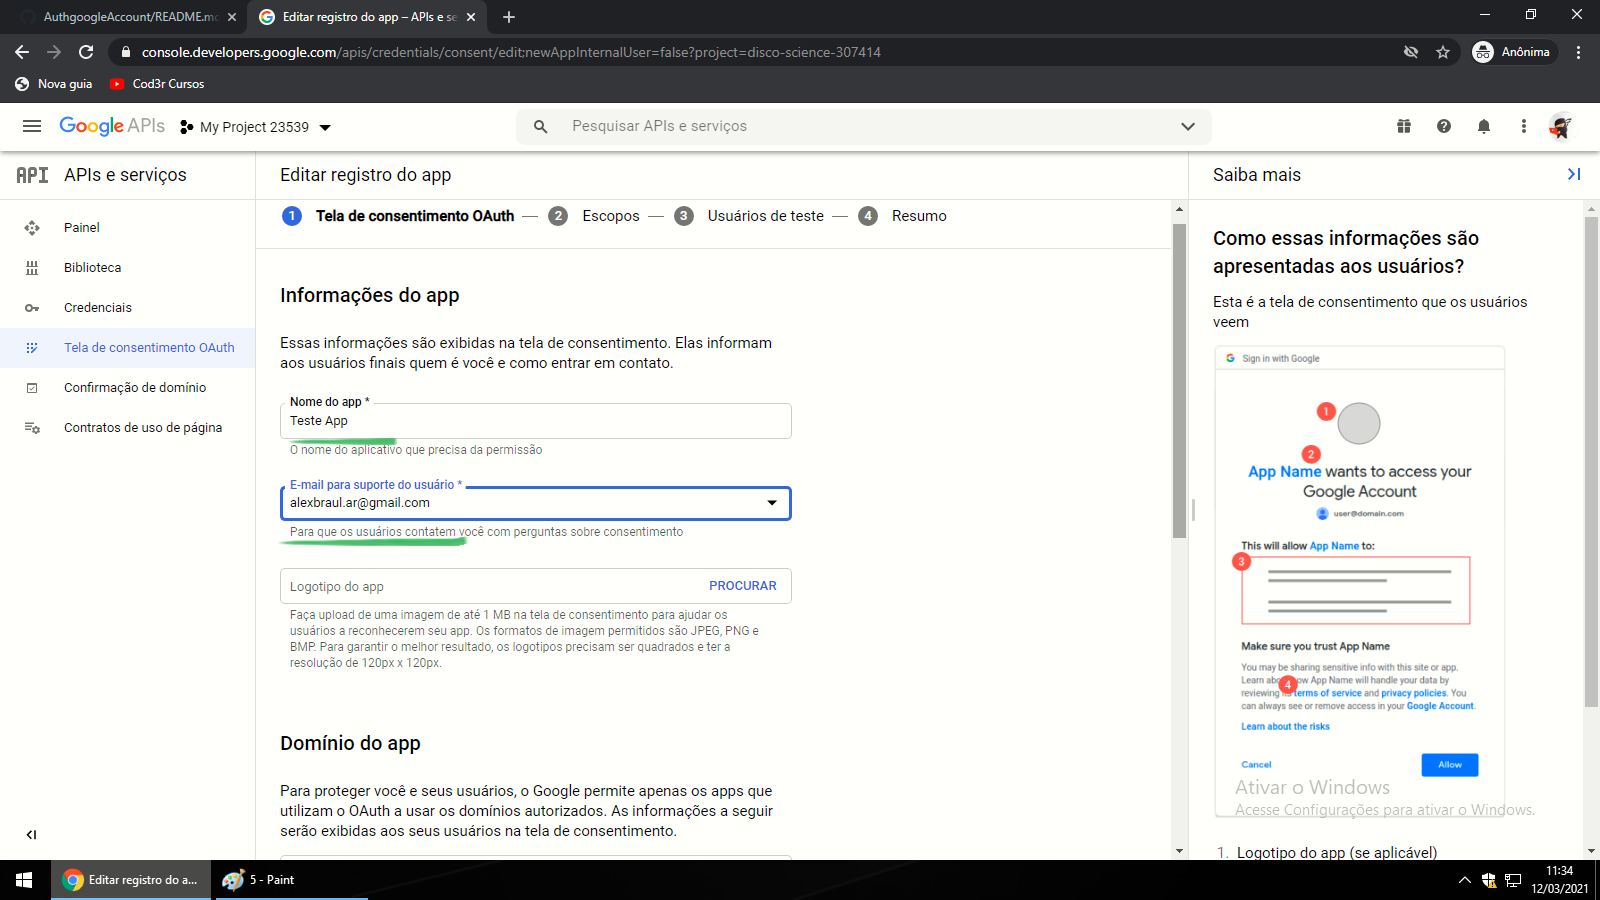 AuthgoogleAccount/README.md
Editar registro do app – APIs e se
console.developers.google.com/apis/credentials/consent/edit;newAppInternalUser=false?project=disco-science-307414
Anônima
Nova guia
Cod3r Cursos
Google APIs
My Project 23539
Pesquisar APIs e serviços
API
APIs e serviços
Painel
Biblioteca
Credenciais
Tela de consentimento OAuth
Confirmação de domínio
Contratos de uso de página
Editar registro do app
1 Tela de consentimento OAuth — 2 Escopos — 3 Usuários de teste — 4 Resumo
Informações do app
Essas informações são exibidas na tela de consentimento. Elas informam
aos usuários finais quem é você e como entrar em contato.
Nome do app *
Teste App
O nome do aplicativo que precisa da permissão
E-mail para suporte do usuário *
alexbraul.ar@gmail.com
Para que os usuários contatem você com perguntas sobre consentimento
Logotipo do app
PROCURAR
Faça upload de uma imagem de até 1 MB na tela de consentimento para ajudar os
usuários a reconhecerem seu app. Os formatos de imagem permitidos são JPEG, PNG e
BMP. Para garantir o melhor resultado, os logotipos precisam ser quadrados e ter a
resolução de 120px x 120px.
Domínio do app
Para proteger você e seus usuários, o Google permite apenas os apps que
utilizam o OAuth a usar os domínios autorizados. As informações a seguir
serão exibidas aos seus usuários na tela de consentimento.
Saiba mais
Como essas informações são
apresentadas aos usuários?
Esta é a tela de consentimento que os usuários
veem
Sign in with Google
1
2
App Name wants to access your
Google Account
user@domain.com
This will allow App Name to:
3
Make sure you trust App Name
You may be sharing sensitive info with this site or app.
Learn about how App Name will handle your data by
reviewing its terms of service and privacy policies. You
can always see or remove access in your Google Account.
4
Learn about the risks
Cancel
Allow
Ativar o Windows
Acesse Configurações para ativar o Windows.
1. Logotipo do app (se aplicável)
Editar registro do a...
5 - Paint
11:34
12/03/2021